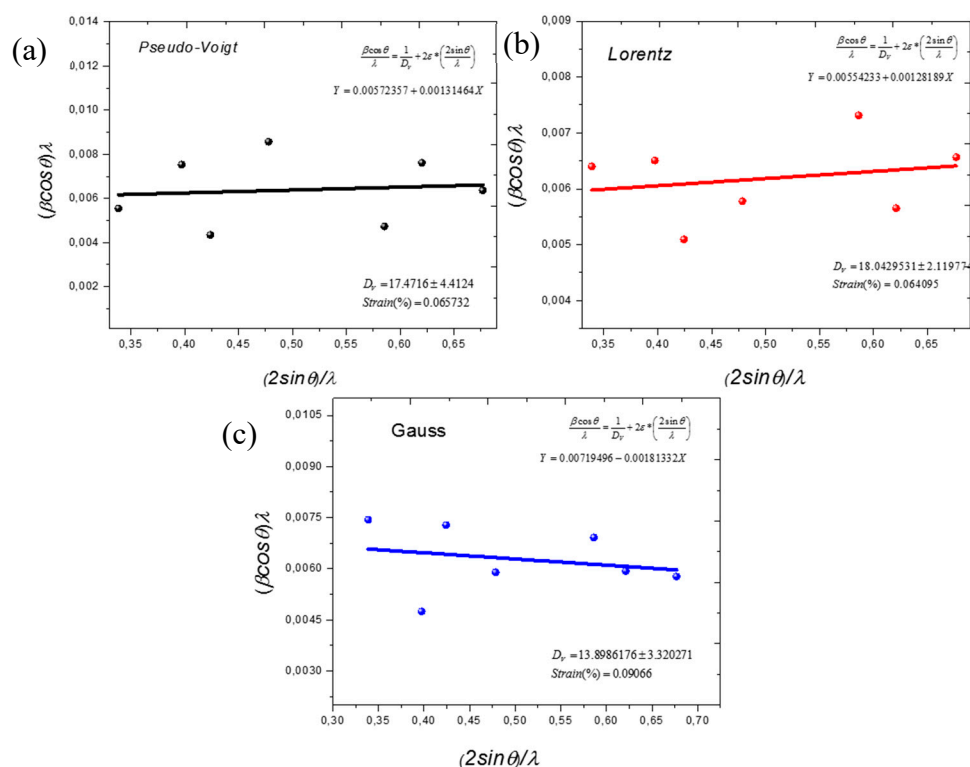 (a)
Pseudo-Voigt
βcosθ/λ = 1/D_v + 2ε*(2sinθ/λ)
Y = 0.00572357 + 0.00131464X
0,014
0,012
0,010
0,008
0,006
0,004
0,002
(βcosθ)λ
D_v = 17.4716 ± 4.4124
Strain(%) = 0.065732
0,35 0,40 0,45 0,50 0,55 0,60 0,65
(2sinθ)/λ
(b)
Lorentz
βcosθ/λ = 1/D_v + 2ε*(2sinθ/λ)
Y = 0.00554233 + 0.00128189X
0,009
0,008
0,007
0,006
0,005
0,004
(βcosθ)λ
D_v = 18.0429531 ± 2.119774
Strain(%) = 0.064095
0,35 0,40 0,45 0,50 0,55 0,60 0,65
(2sinθ)/λ
(c)
Gauss
βcosθ/λ = 1/D_v + 2ε*(2sinθ/λ)
Y = 0.00719496 − 0.00181332X
0,0105
0,0090
0,0075
0,0060
0,0045
0,0030
(βcosθ)λ
D_v = 13.8986176 ± 3.320271
Strain(%) = 0.09066
0,30 0,35 0,40 0,45 0,50 0,55 0,60 0,65 0,70
(2sinθ)/λ